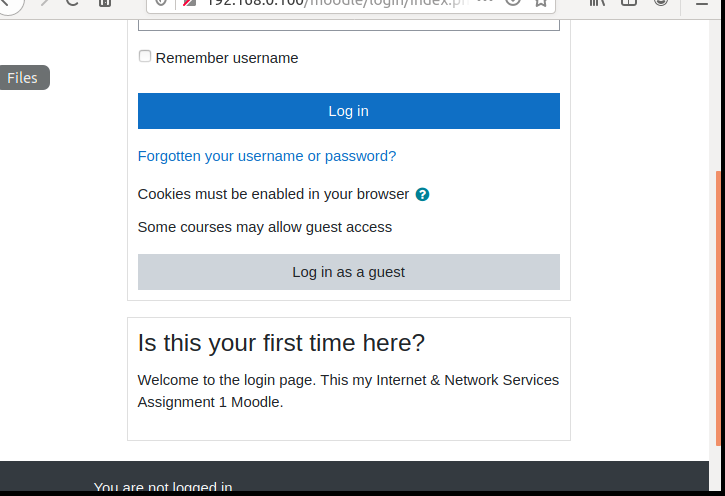 192.168.0.100/moodle/login/index.p
Remember username
Files
Log in
Forgotten your username or password?
Cookies must be enabled in your browser ?
Some courses may allow guest access
Log in as a guest
Is this your first time here?
Welcome to the login page. This my Internet & Network Services
Assignment 1 Moodle.
You are not logged in